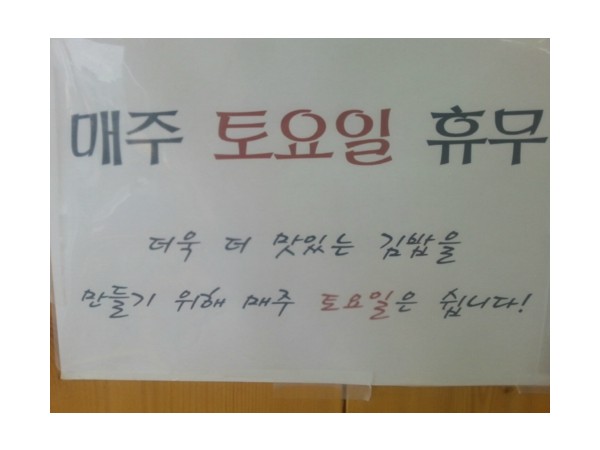 매주 토요일 휴무
더욱 더 맛있는 김밥을
만들기 위해 매주 토요일은 쉽니다!